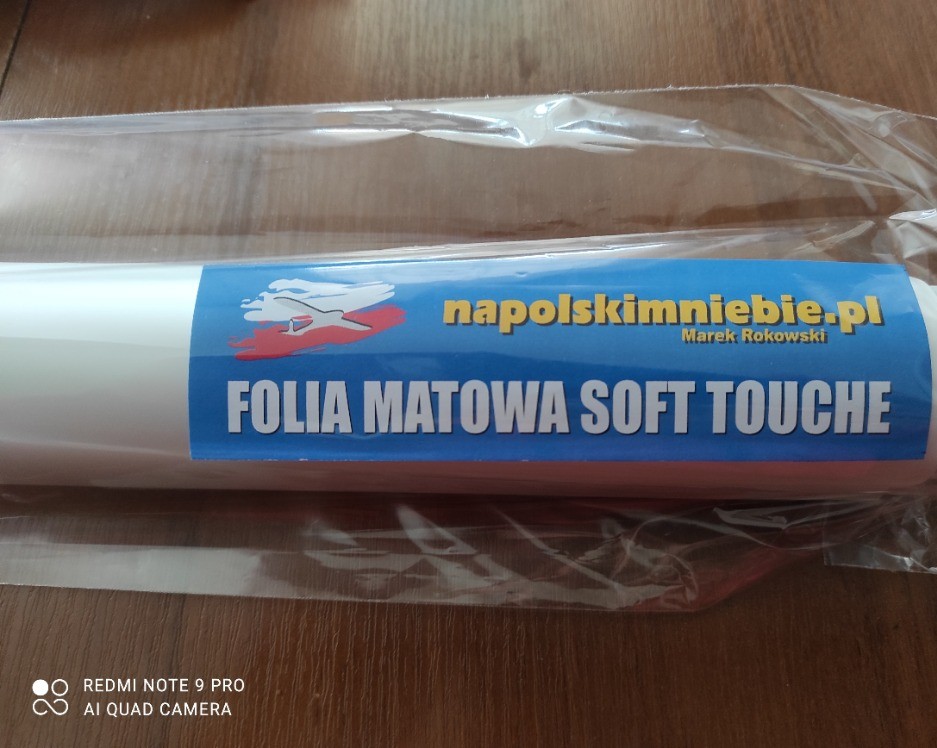 napolskimniebie.pl
Marek Rokowski
FOLIA MATOWA SOFT TOUCHE
REDMI NOTE 9 PRO
AI QUAD CAMERA